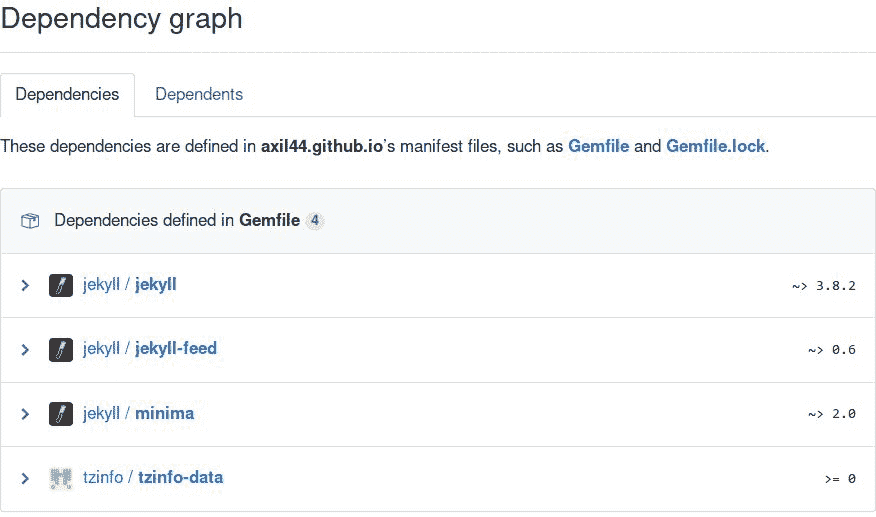 Dependency graph
Dependencies Dependents
These dependencies are defined in axil44.github.io's manifest files, such as Gemfile and Gemfile.lock.
Dependencies defined in Gemfile 4
jekyll / jekyll ~> 3.8.2
jekyll / jekyll-feed ~> 0.6
jekyll / minima ~> 2.0
tzinfo / tzinfo-data >= 0